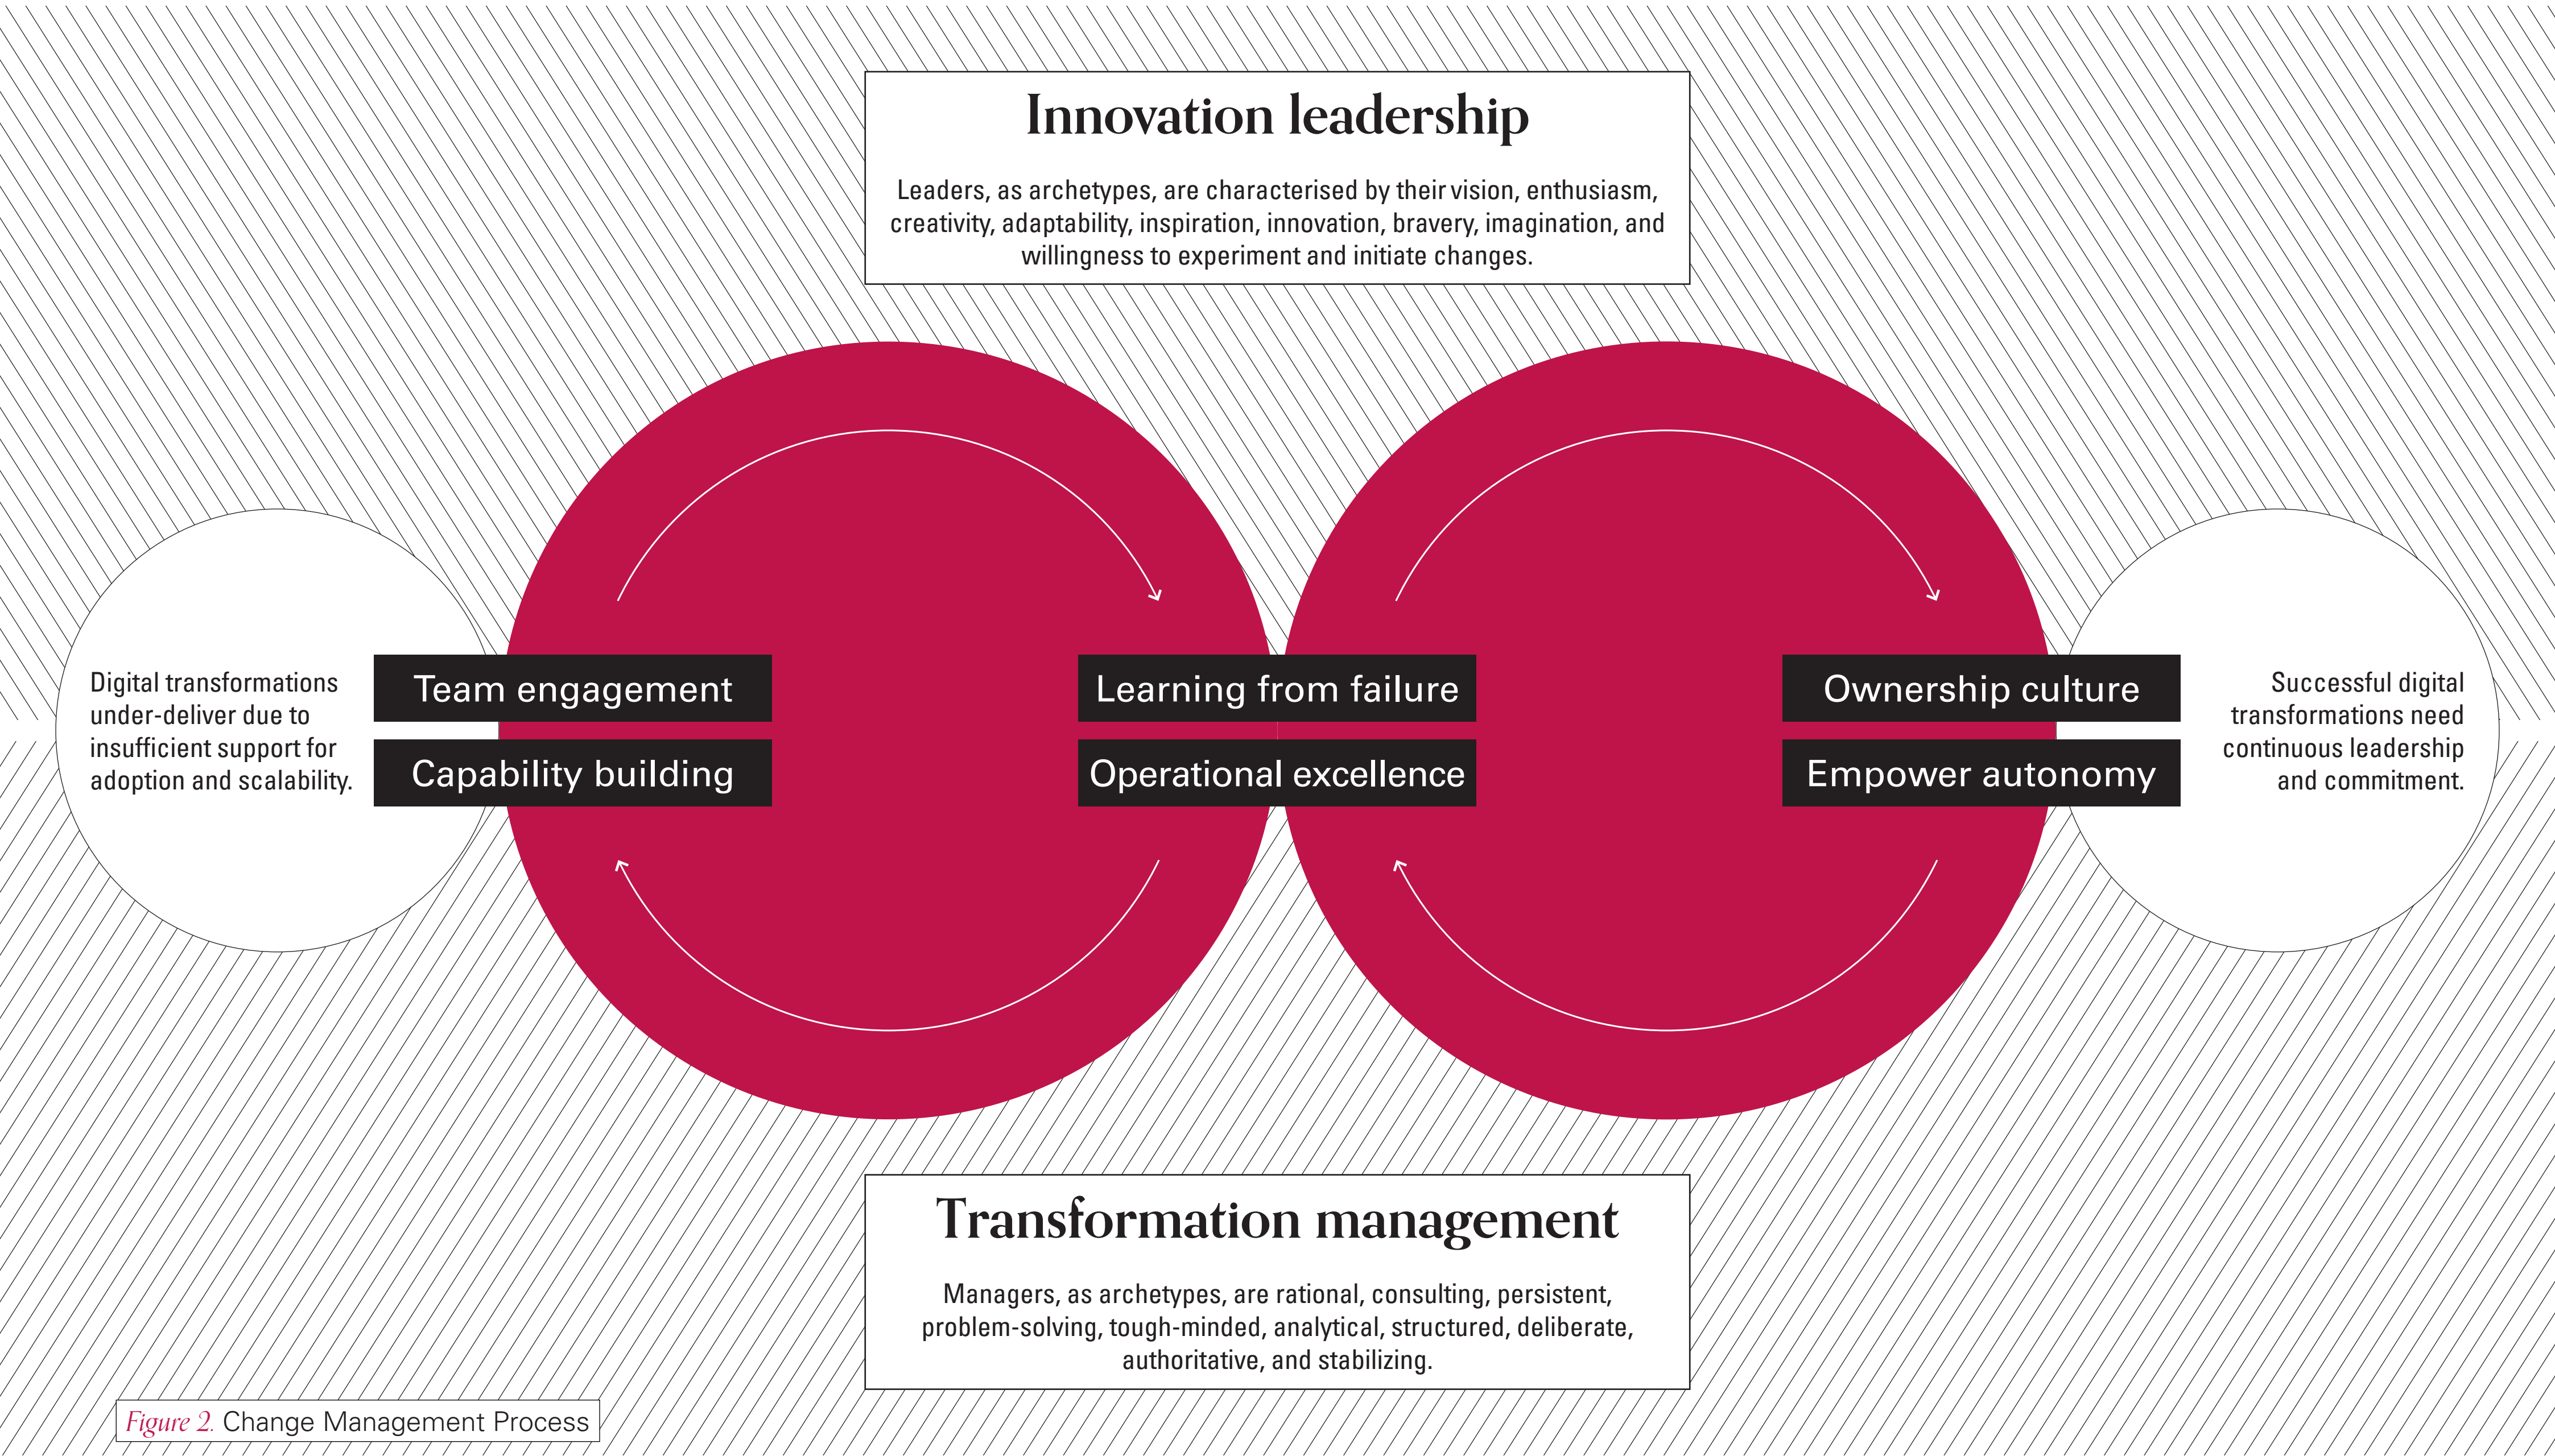 Innovation leadership
Leaders, as archetypes, are characterised by their vision, enthusiasm,
creativity, adaptability, inspiration, innovation, bravery, imagination, and
willingness to experiment and initiate changes.
Digital transformations
under-deliver due to
insufficient support for
adoption and scalability.
Team engagement
Capability building
Learning from failure
Operational excellence
Ownership culture
Empower autonomy
Successful digital
transformations need
continuous leadership
and commitment.
Transformation management
Managers, as archetypes, are rational, consulting, persistent,
problem-solving, tough-minded, analytical, structured, deliberate,
authoritative, and stabilizing.
Figure 2. Change Management Process